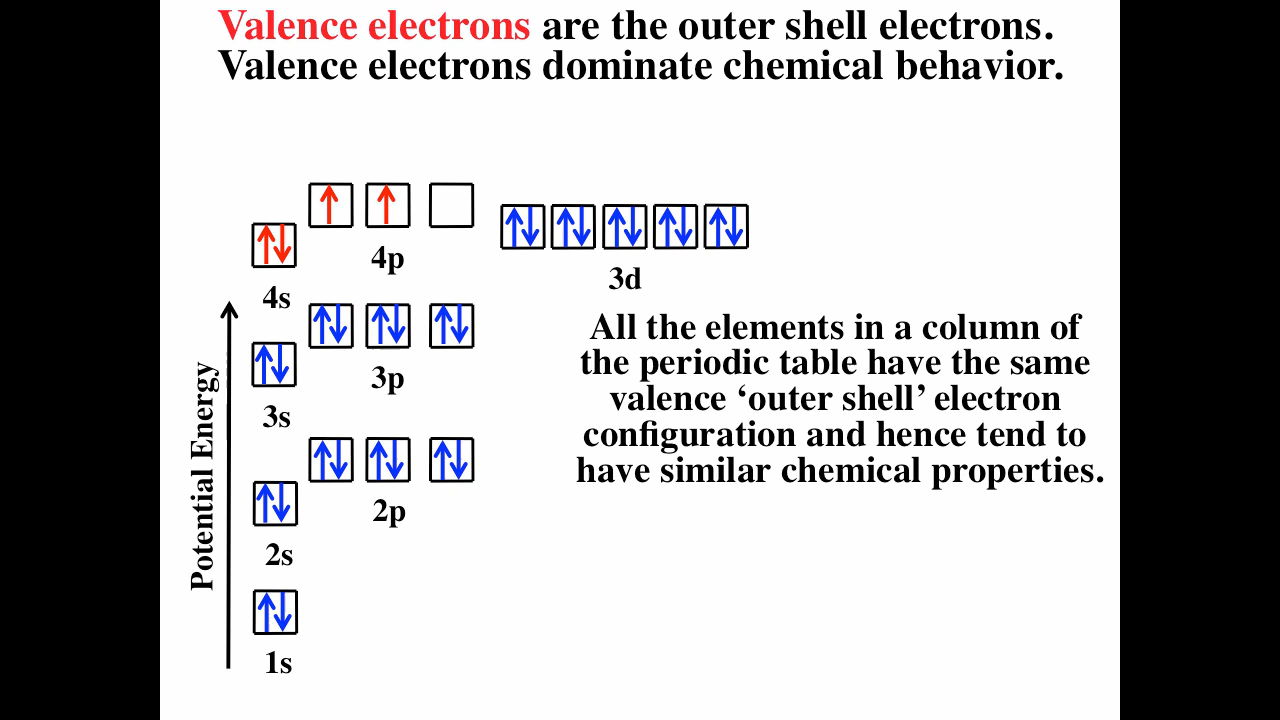 Valence electrons are the outer shell electrons.
Valence electrons dominate chemical behavior.
4p
3d
4s
3p
3s
2p
2s
1s
Potential Energy
All the elements in a column of
the periodic table have the same
valence ‘outer shell’ electron
configuration and hence tend to
have similar chemical properties.